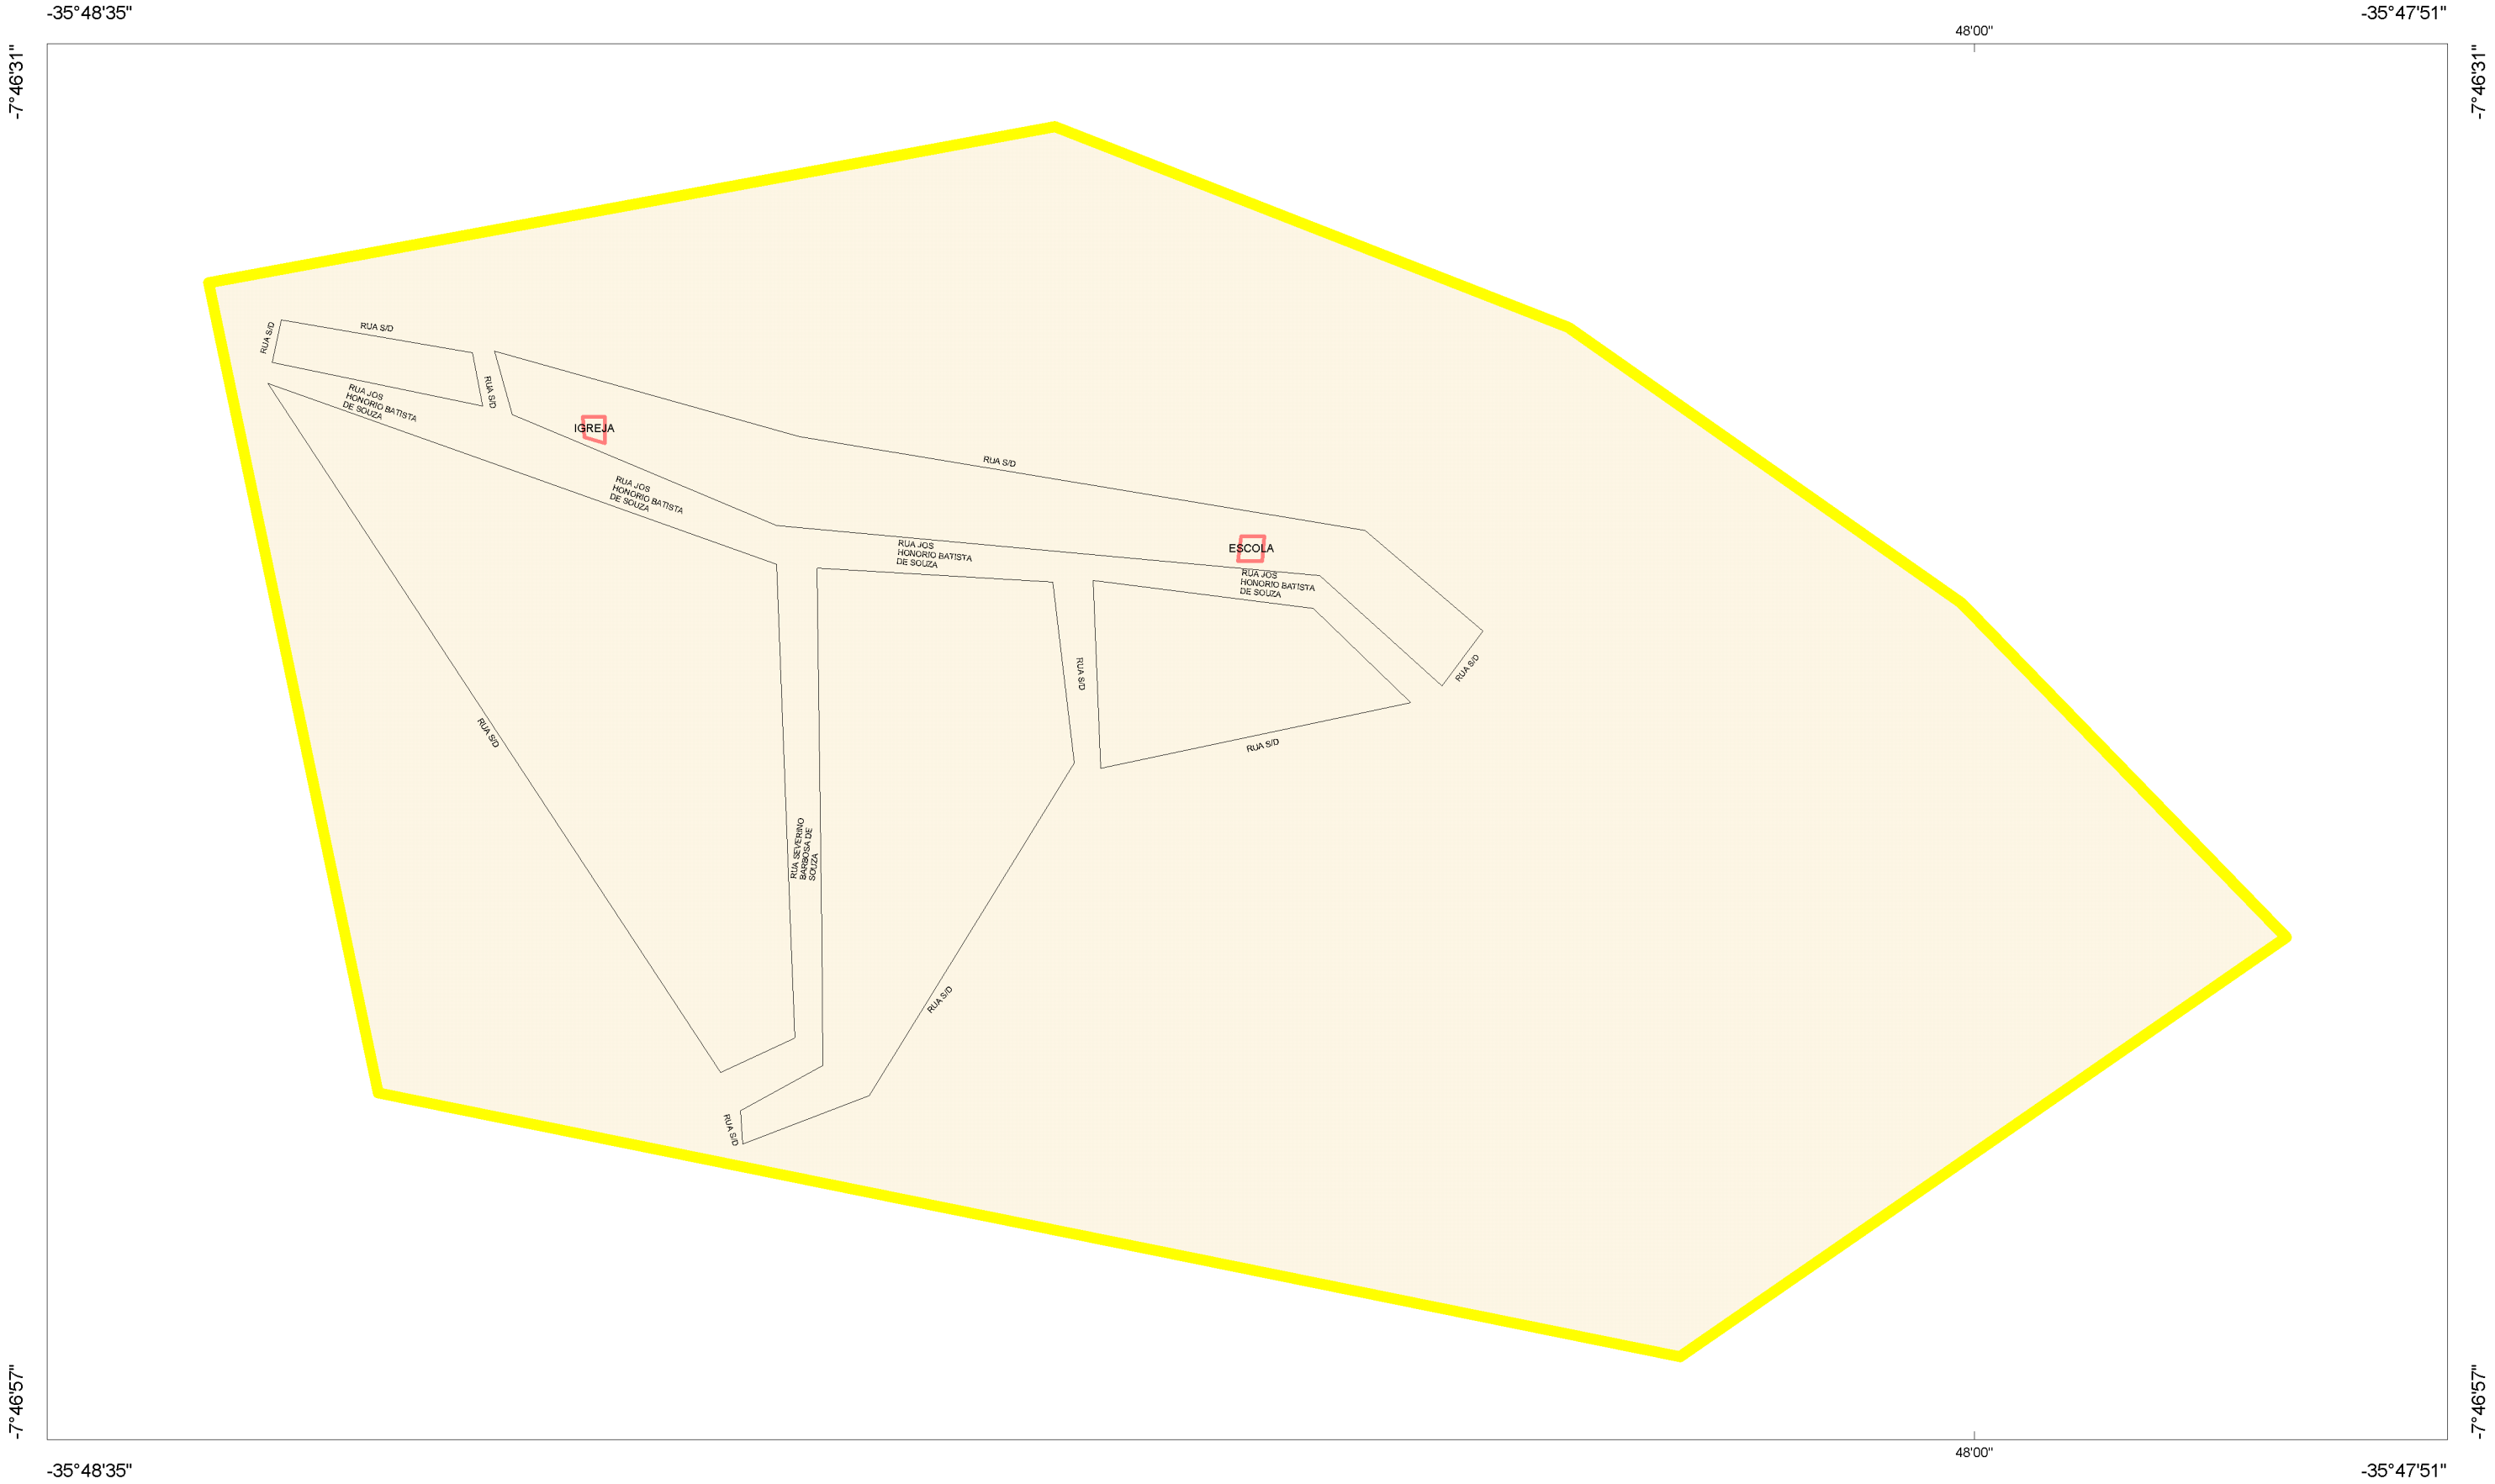 -35°48'35"
-35°47'51"
48'00"
-7°46'31"
-7°46'31"
RUA S/D
RUA S/D
RUA S/D
RUA JOS
HONORIO BATISTA
DE SOUZA
IGREJA
RUA S/D
RUA JOS
HONORIO BATISTA
DE SOUZA
RUA JOS
HONORIO BATISTA
DE SOUZA
ESCOLA
RUA JOS
HONORIO BATISTA
DE SOUZA
RUA S/D
RUA S/D
RUA S/D
RUA S/D
RUA SEVERINO
BARBOSA DE
SOUZA
RUA S/D
RUA S/D
-7°46'57"
-7°46'57"
48'00"
-35°48'35"
-35°47'51"